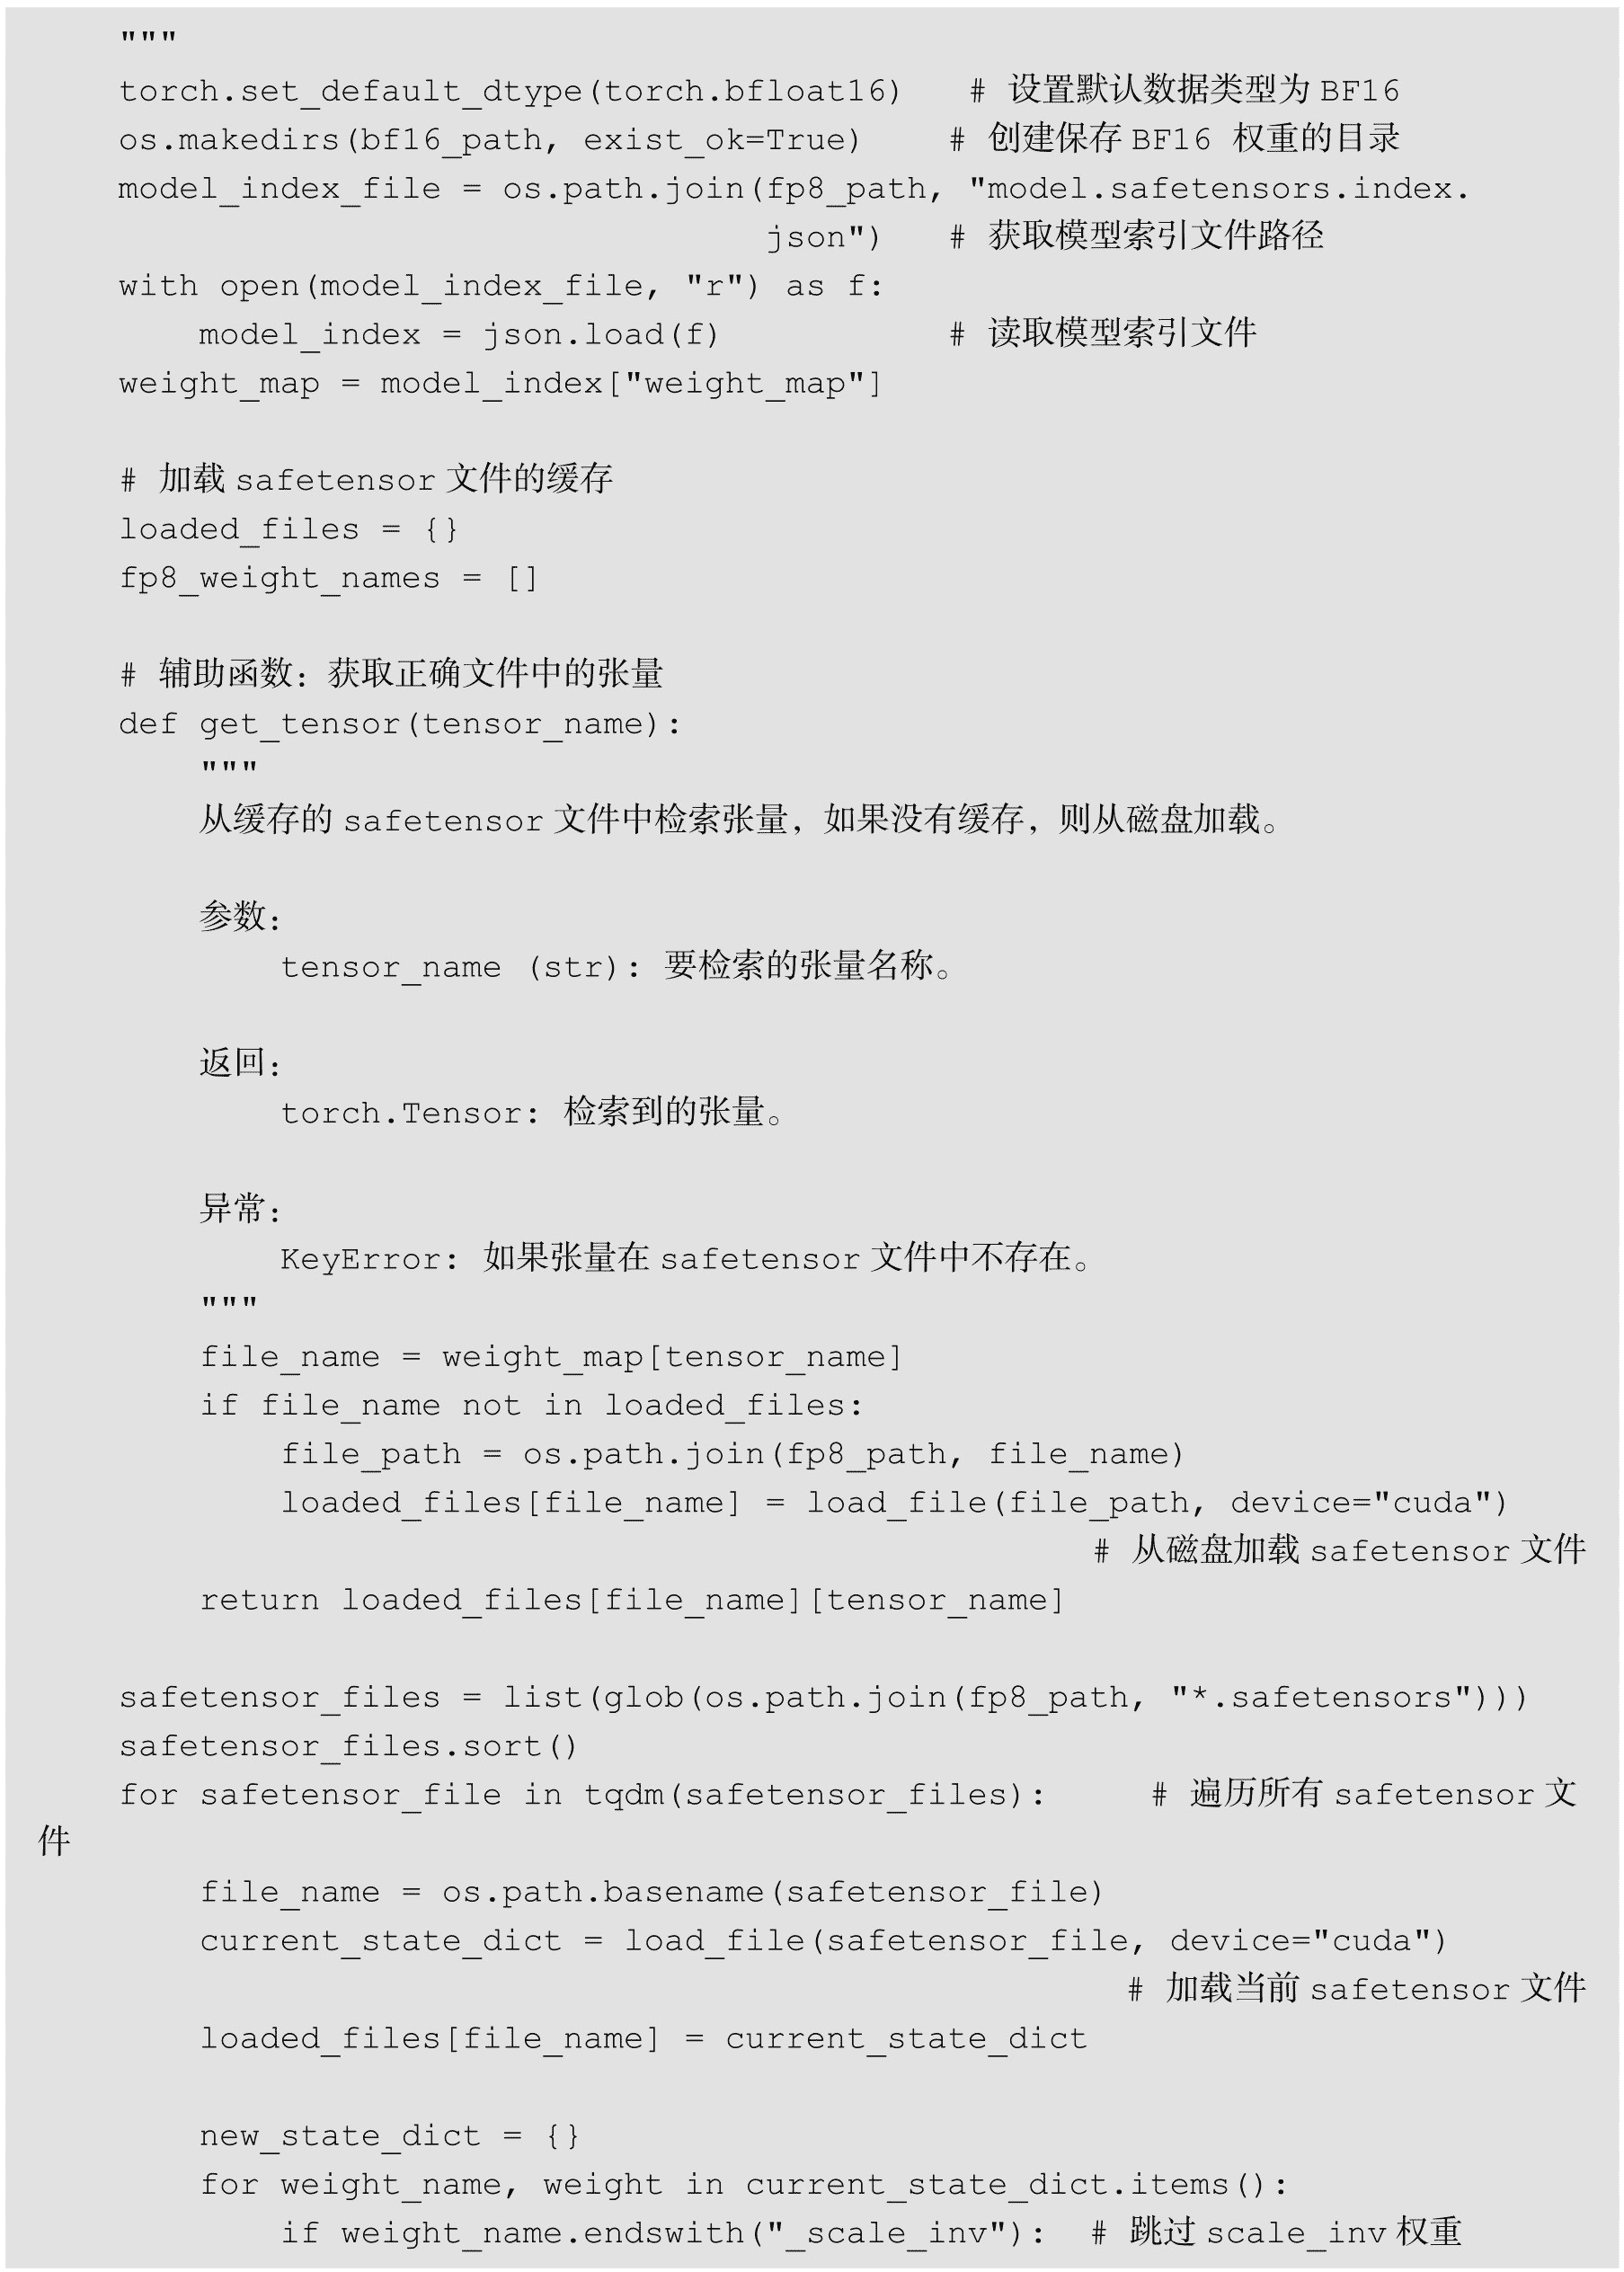 """
torch.set_default_dtype(torch.bfloat16)   # 设置默认数据类型为 BF16
os.makedirs(bf16_path, exist_ok=True)    # 创建保存 BF16 权重的目录
model_index_file = os.path.join(fp8_path, "model.safetensors.index.
json")   # 获取模型索引文件路径
with open(model_index_file, "r") as f:
    model_index = json.load(f)           # 读取模型索引文件
weight_map = model_index["weight_map"]
# 加载 safetensor 文件的缓存
loaded_files = {}
fp8_weight_names = []
# 辅助函数：获取正确文件中的张量
def get_tensor(tensor_name):
    """
    从缓存的 safetensor 文件中检索张量，如果没有缓存，则从磁盘加载。
    参数：
        tensor_name (str): 要检索的张量名称。
    返回：
        torch.Tensor: 检索到的张量。
    异常：
        KeyError: 如果张量在 safetensor 文件中不存在。
    """
    file_name = weight_map[tensor_name]
    if file_name not in loaded_files:
        file_path = os.path.join(fp8_path, file_name)
        loaded_files[file_name] = load_file(file_path, device="cuda")
# 从磁盘加载 safetensor 文件
    return loaded_files[file_name][tensor_name]
safetensor_files = list(glob(os.path.join(fp8_path, "*.safetensors")))
safetensor_files.sort()
for safetensor_file in tqdm(safetensor_files):     # 遍历所有 safetensor 文
件
    file_name = os.path.basename(safetensor_file)
    current_state_dict = load_file(safetensor_file, device="cuda")
# 加载当前 safetensor 文件
    loaded_files[file_name] = current_state_dict
    new_state_dict = {}
    for weight_name, weight in current_state_dict.items():
        if weight_name.endswith("_scale_inv"):  # 跳过 scale_inv 权重